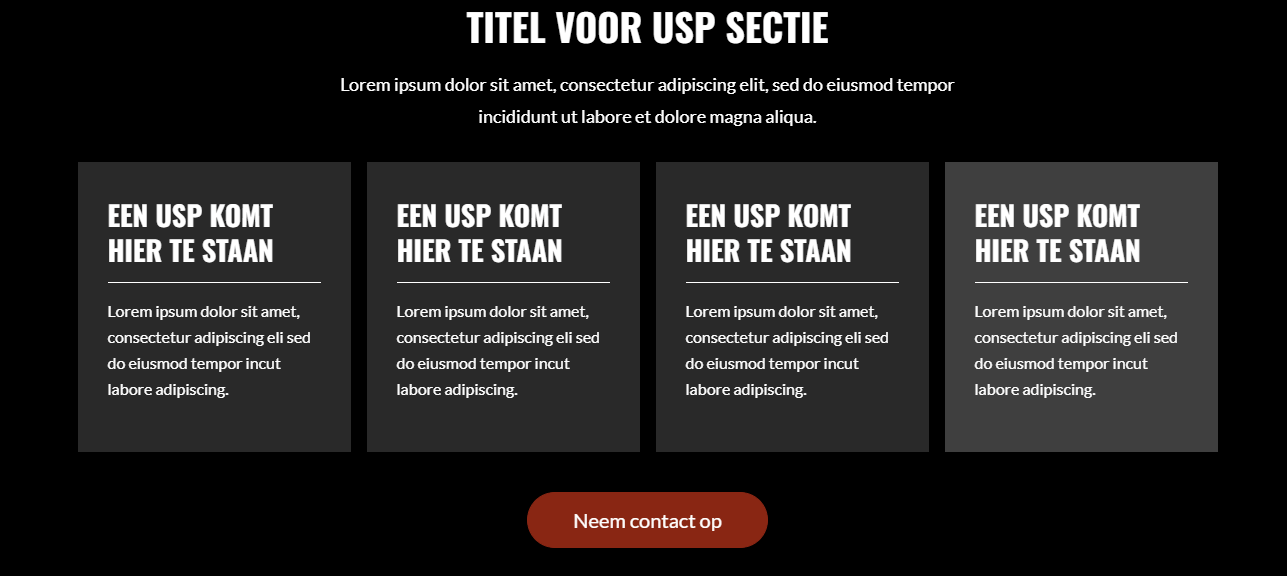 TITEL VOOR USP SECTIE
Lorem ipsum dolor sit amet, consectetur adipiscing elit, sed do eiusmod tempor
incididunt ut labore et dolore magna aliqua.
EEN USP KOMT
HIER TE STAAN
Lorem ipsum dolor sit amet,
consectetur adipiscing eli sed
do eiusmod tempor incut
labore adipiscing.
EEN USP KOMT
HIER TE STAAN
Lorem ipsum dolor sit amet,
consectetur adipiscing eli sed
do eiusmod tempor incut
labore adipiscing.
EEN USP KOMT
HIER TE STAAN
Lorem ipsum dolor sit amet,
consectetur adipiscing eli sed
do eiusmod tempor incut
labore adipiscing.
EEN USP KOMT
HIER TE STAAN
Lorem ipsum dolor sit amet,
consectetur adipiscing eli sed
do eiusmod tempor incut
labore adipiscing.
Neem contact op